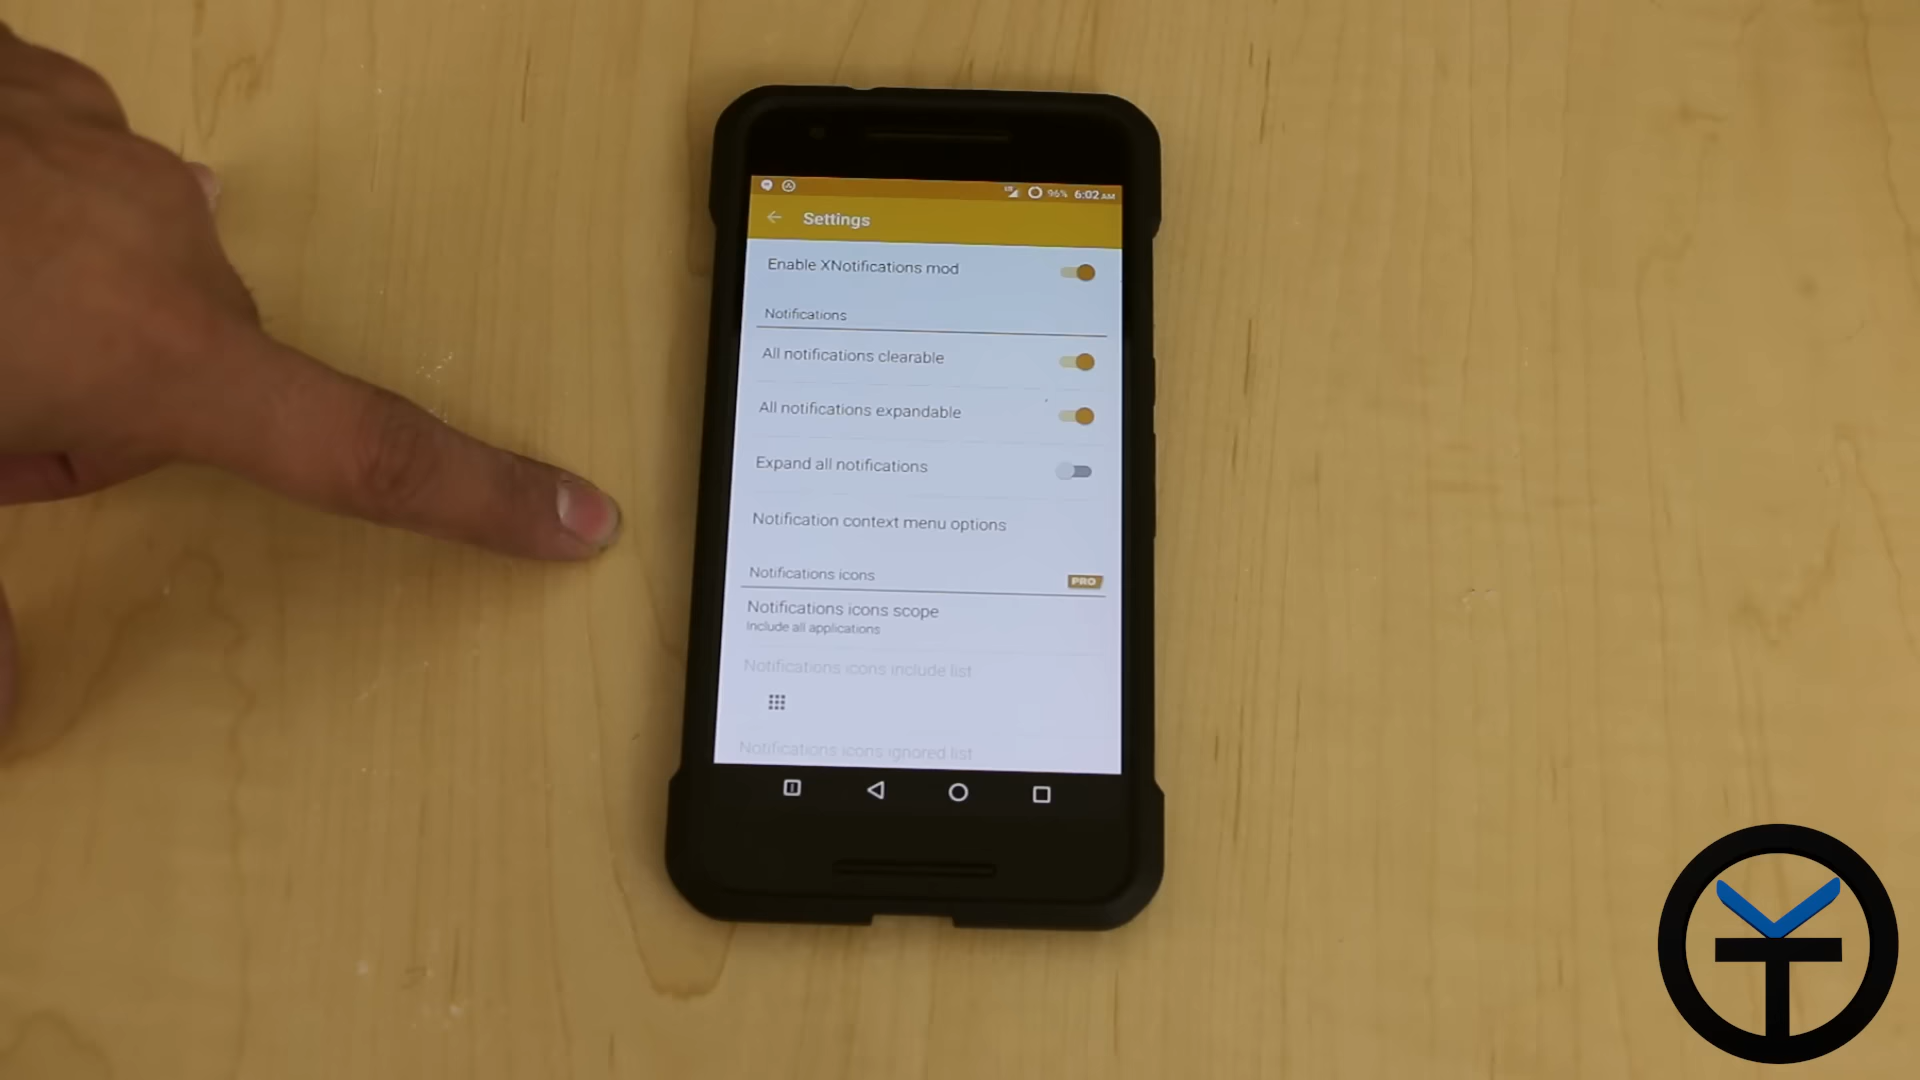 96% 6:02 AM
Settings
Enable XNotifications mod
Notifications
All notifications clearable
All notifications expandable
Expand all notifications
Notification context menu options
Notifications icons
PRO
Notifications icons scope
Include all applications
Notifications icons include list
Notifications icons ignored list